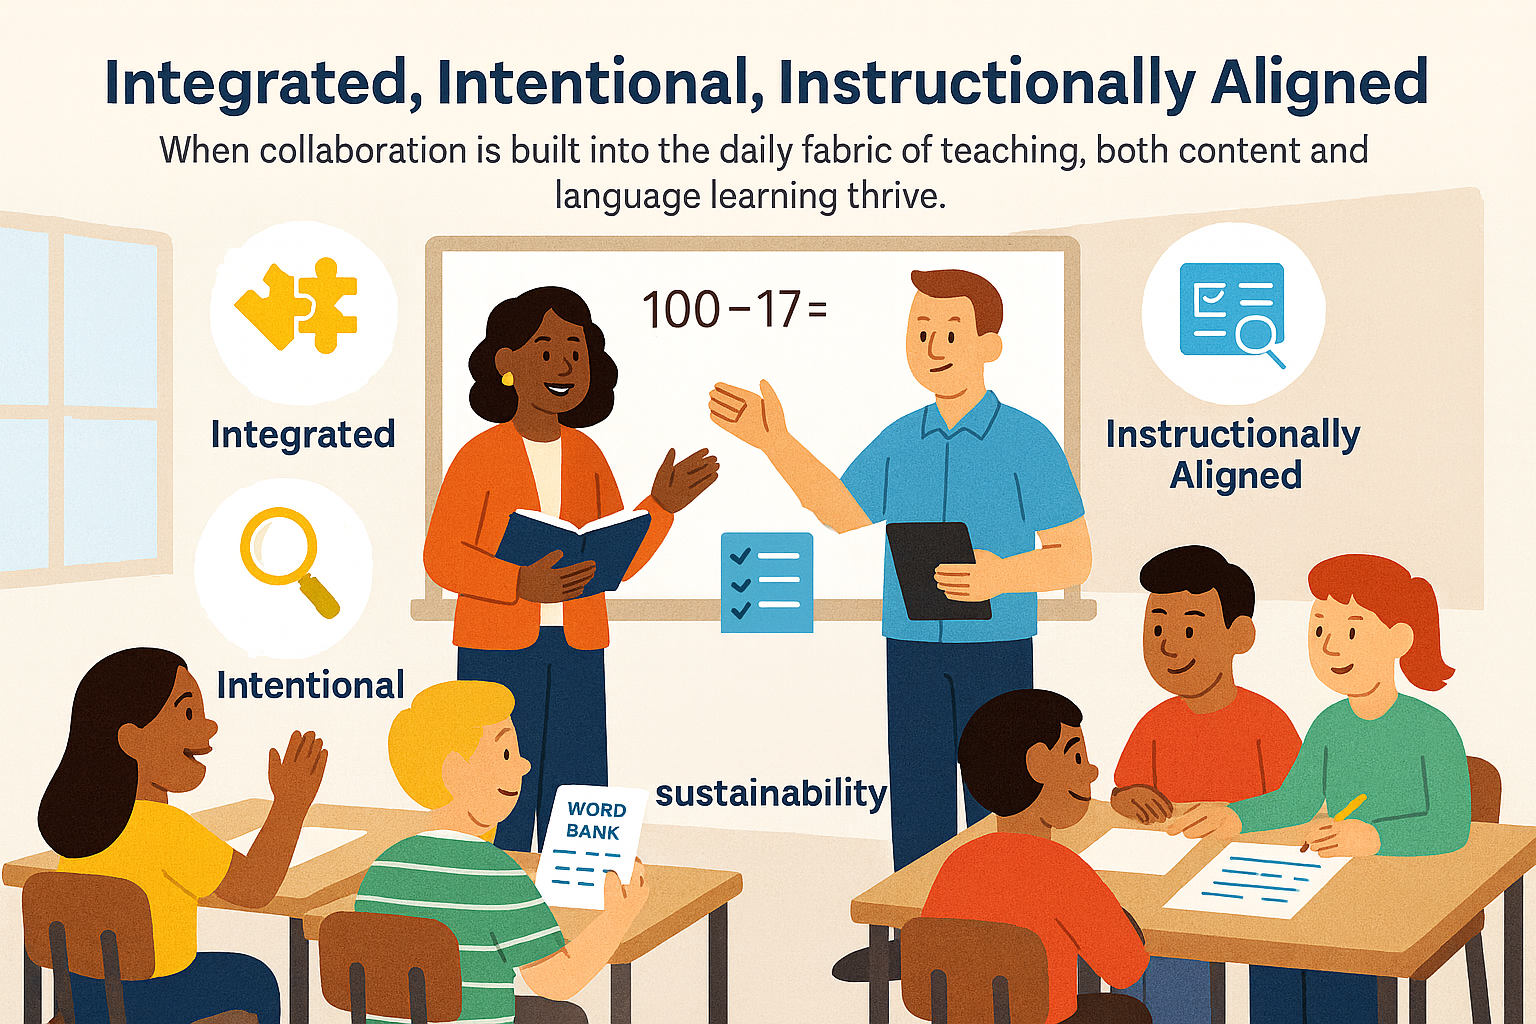 Integrated, Intentional, Instructionally Aligned
When collaboration is built into the daily fabric of teaching, both content and
language learning thrive.
100-17=
Integrated
Instructionally
Aligned
Intentional
sustainability
WORD
BANK